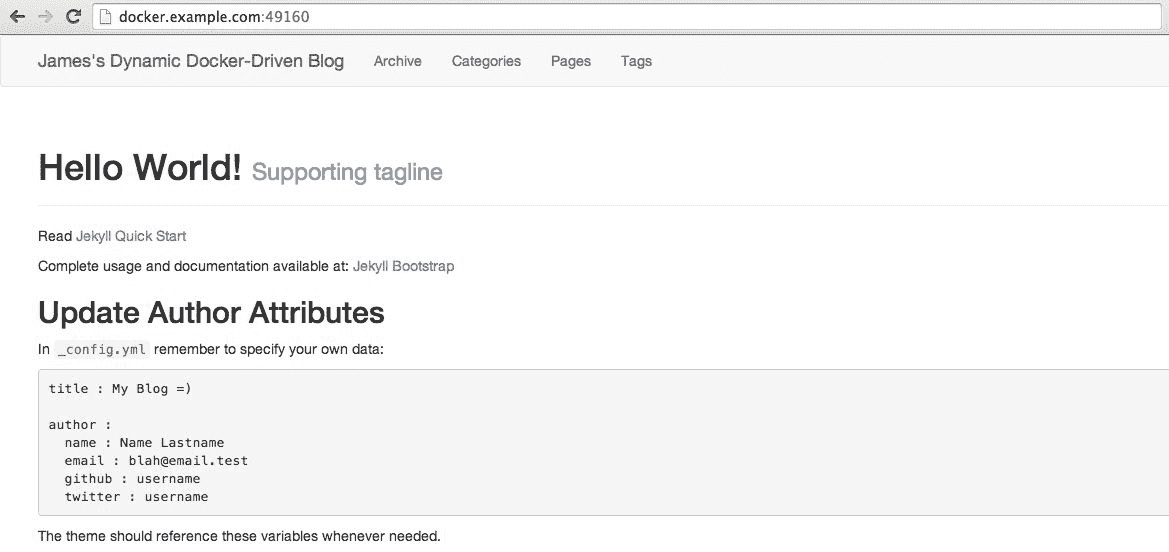 docker.example.com:49160
James's Dynamic Docker-Driven Blog Archive Categories Pages Tags
Hello World! Supporting tagline
Read Jekyll Quick Start
Complete usage and documentation available at: Jekyll Bootstrap
Update Author Attributes
In _config.yml remember to specify your own data:
title : My Blog =)
author :
name : Name Lastname
email : blah@email.test
github : username
twitter : username
The theme should reference these variables whenever needed.